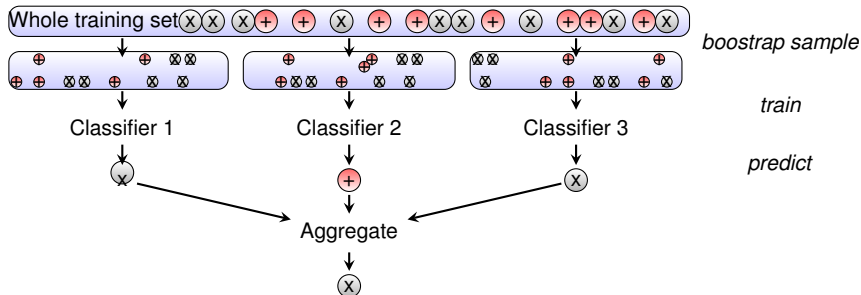 Whole training set x x x + + x + + x x + x + + x + x
boostrap sample
+ + x x + + x x x x + +
+
+ + x x + x x + x x + x x x + + x x + x
train
Classifier 1 Classifier 2 Classifier 3
predict
x + x
Aggregate
x